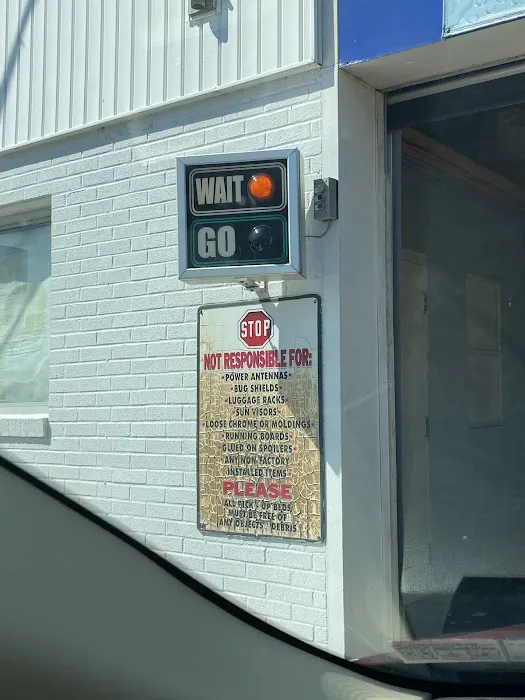 WAIT
GO
STOP
NOT RESPONSIBLE FOR:
•POWER ANTENNAS•
•BUG SHIELDS•
•LUGGAGE RACKS•
•SUN VISORS•
•LOOSE CHROME OR MOLDINGS•
•RUNNING BOARDS•
•GLUED ON SPOILERS•
•ANY NON-FACTORY
INSTALLED ITEMS•
PLEASE
ALL PICK-UP BEDS
MUST BE FREE OF
ANY OBJECTS DEBRIS